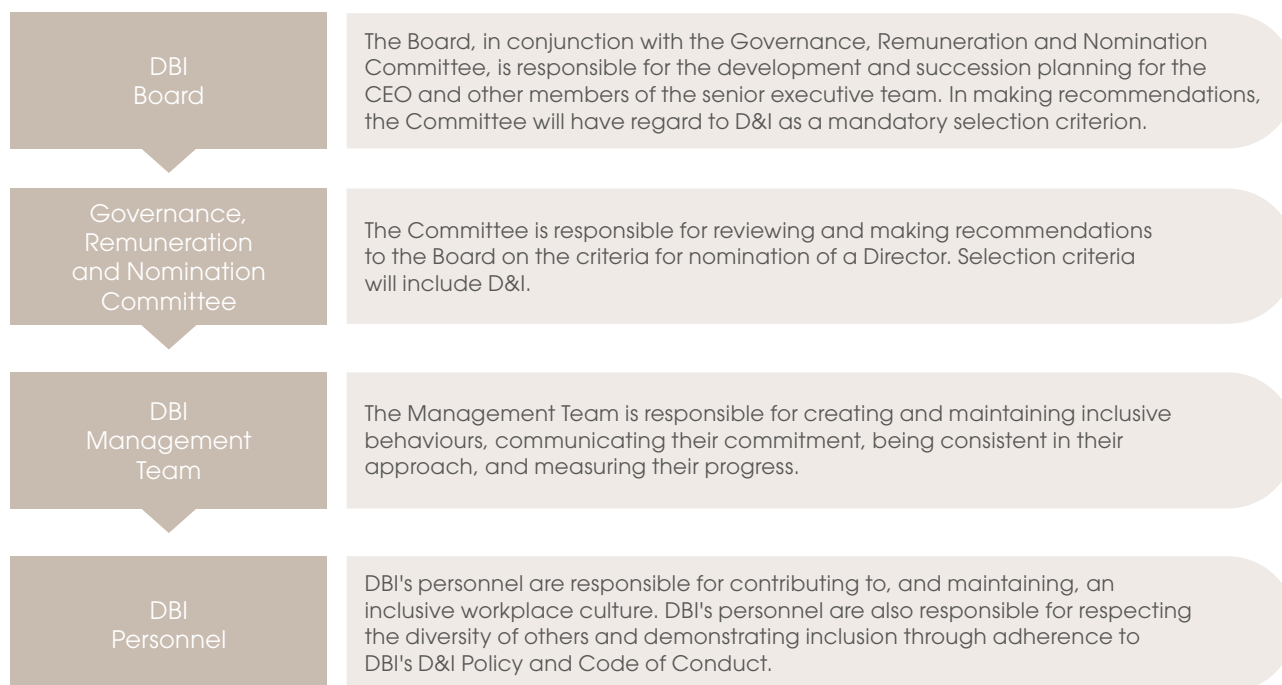 DBI
Board
The Board, in conjunction with the Governance, Remuneration and Nomination
Committee, is responsible for the development and succession planning for the
CEO and other members of the senior executive team. In making recommendations,
the Committee will have regard to D&I as a mandatory selection criterion.
Governance,
Remuneration
and Nomination
Committee
The Committee is responsible for reviewing and making recommendations
to the Board on the criteria for nomination of a Director. Selection criteria
will include D&I.
DBI
Management
Team
The Management Team is responsible for creating and maintaining inclusive
behaviours, communicating their commitment, being consistent in their
approach, and measuring their progress.
DBI
Personnel
DBI's personnel are responsible for contributing to, and maintaining, an
inclusive workplace culture. DBI's personnel are also responsible for respecting
the diversity of others and demonstrating inclusion through adherence to
DBI's D&I Policy and Code of Conduct.